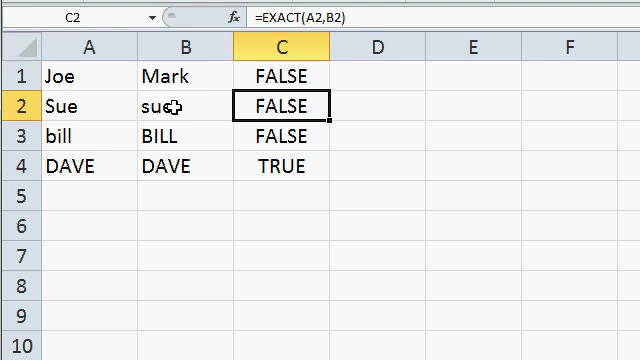 C2 fx =EXACT(A2,B2)
A B C D E F
1 Joe Mark FALSE
2 Sue sue FALSE
3 bill BILL FALSE
4 DAVE DAVE TRUE
5
6
7
8
9
10